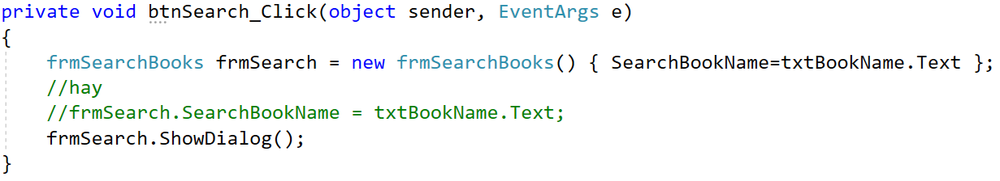 private void btnSearch_Click(object sender, EventArgs e)
{
    frmSearchBooks frmSearch = new frmSearchBooks() { SearchBookName=txtBookName.Text };
    //hay
    //frmSearch.SearchBookName = txtBookName.Text;
    frmSearch.ShowDialog();
}